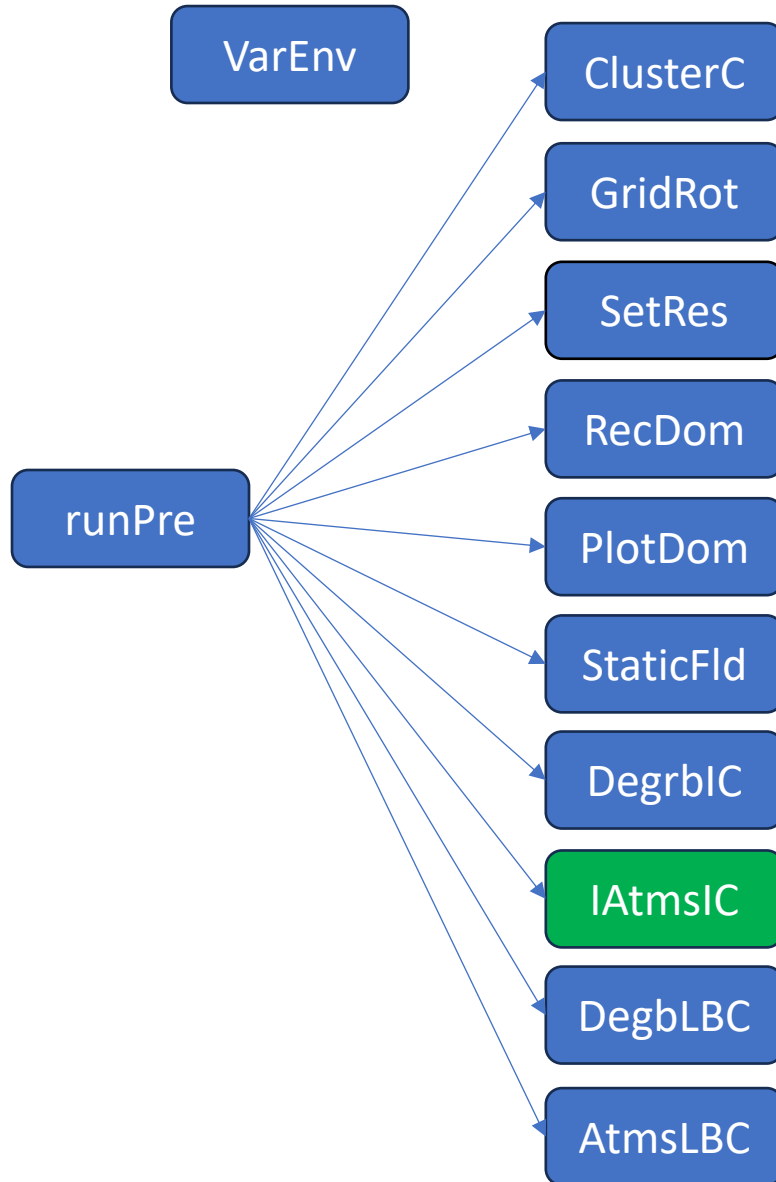 VarEnv
ClusterC
GridRot
SetRes
RecDom
runPre
PlotDom
StaticFld
DegrbIC
IAtmsIC
DegbLBC
AtmsLBC